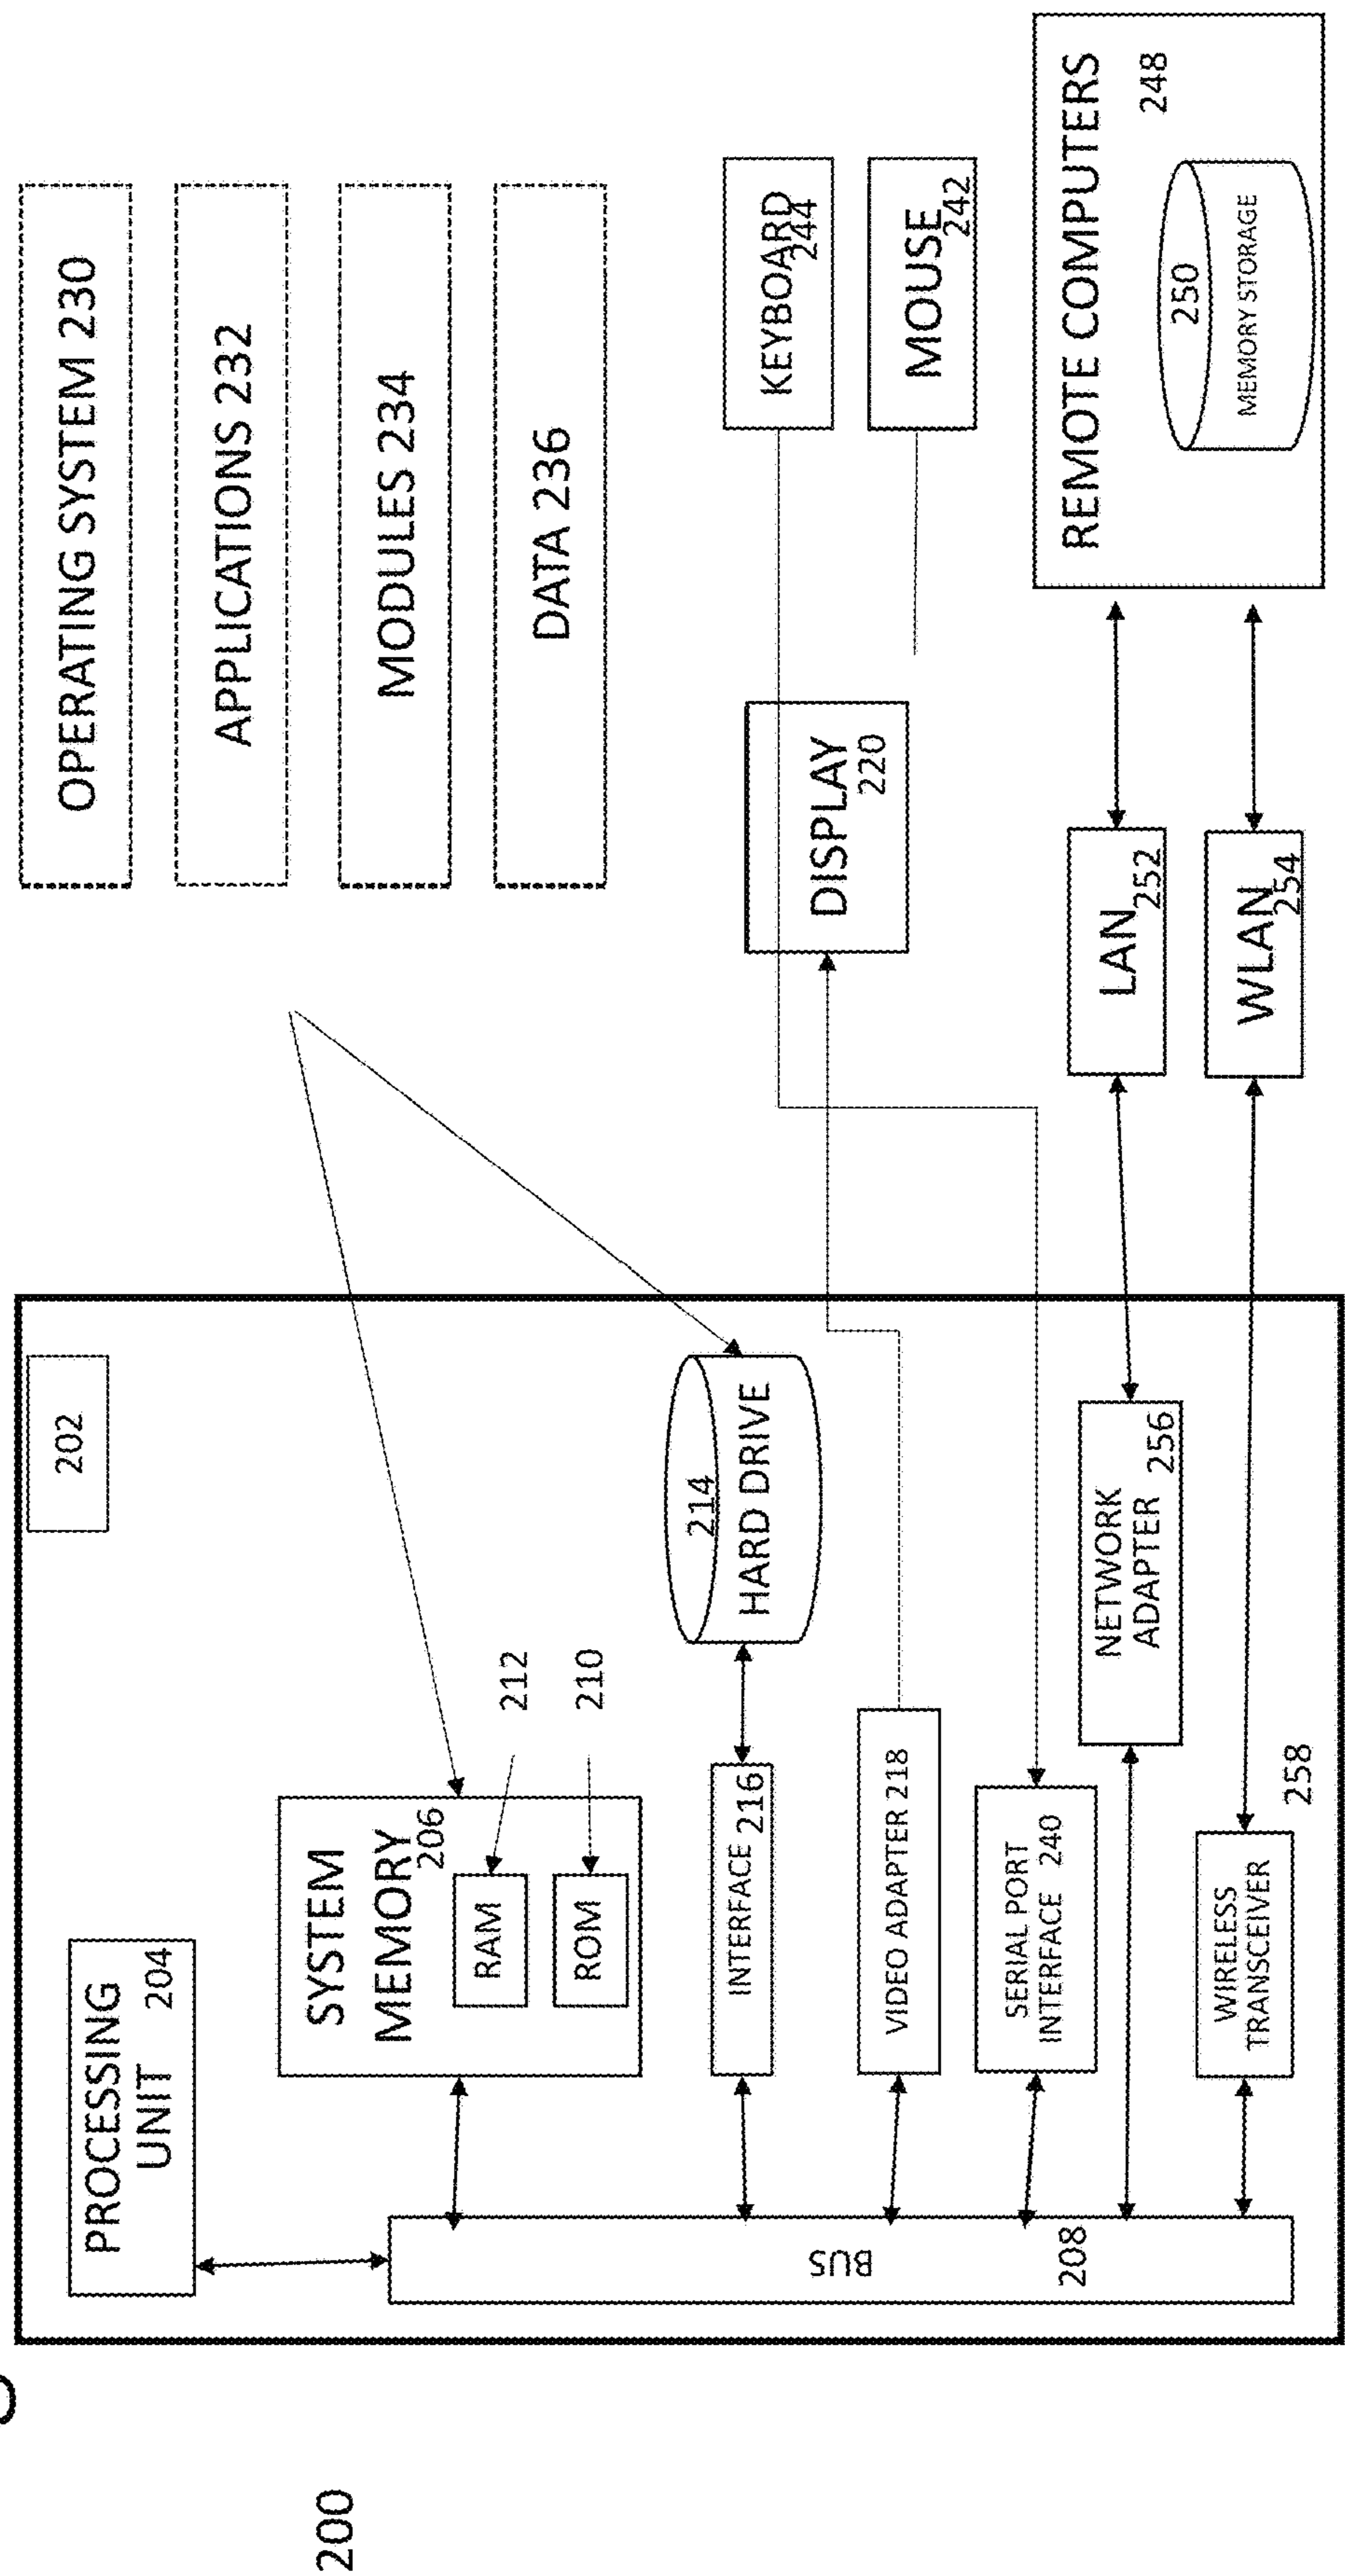 200
202
PROCESSING
UNIT 204
SYSTEM
MEMORY
206
RAM
212
ROM
210
214
HARD DRIVE
INTERFACE 216
VIDEO ADAPTER 218
SERIAL PORT
INTERFACE 240
NETWORK
ADAPTER 256
WIRELESS
TRANSCEIVER
258
BUS
208
OPERATING SYSTEM 230
APPLICATIONS 232
MODULES 234
DATA 236
KEYBOARD
244
MOUSE
242
DISPLAY
220
LAN
252
WLAN
254
REMOTE COMPUTERS
248
250
MEMORY STORAGE